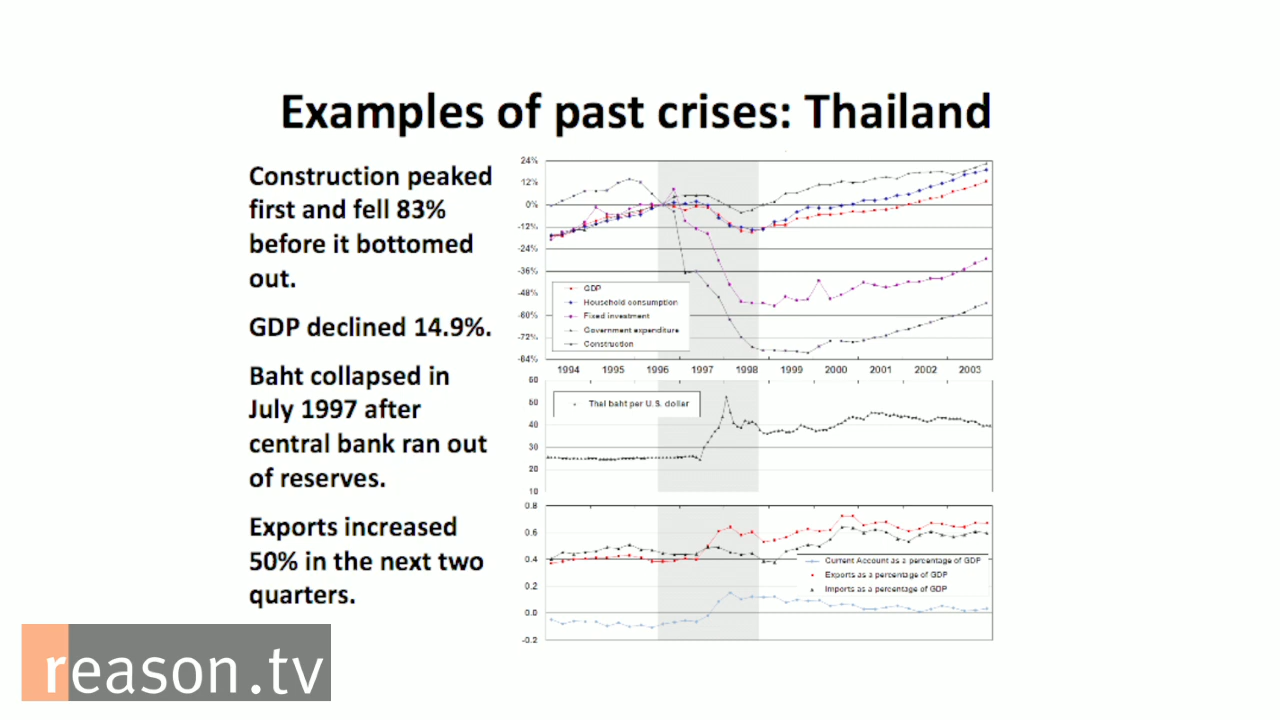 Examples of past crises: Thailand
Construction peaked
first and fell 83%
before it bottomed
out.
GDP declined 14.9%.
Baht collapsed in
July 1997 after
central bank ran out
of reserves.
Exports increased
50% in the next two
quarters.
24%
12%
0%
-12%
-24%
-36%
-48%
-60%
-72%
-84%
GDP
Household consumption
Fixed investment
Government expenditure
Construction
1994 1995 1996 1997 1998 1999 2000 2001 2002 2003
60
50
40
30
20
10
Thai baht per U.S. dollar
0.8
0.6
0.4
0.2
0.0
-0.2
Current Account as a percentage of GDP
Exports as a percentage of GDP
Imports as a percentage of GDP
reason.tv